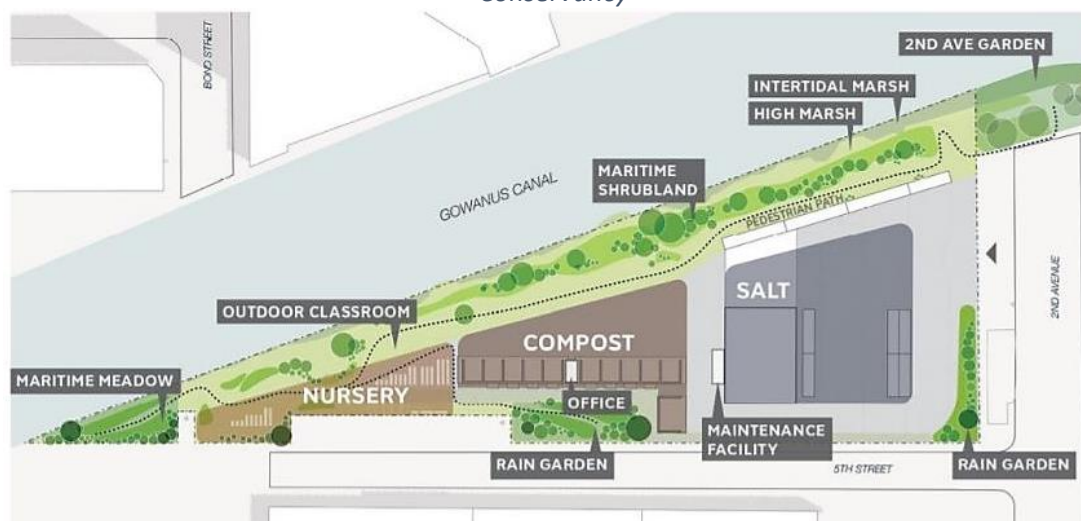 Conservancy
BOND STREET
2ND AVE GARDEN
INTERTIDAL MARSH
HIGH MARSH
MARITIME
SHRUBLAND
GOWANUS CANAL
PEDESTRIAN PATH
SALT
2ND AVENUE
OUTDOOR CLASSROOM
COMPOST
MARITIME MEADOW
NURSERY
OFFICE
MAINTENANCE
FACILITY
RAIN GARDEN
5TH STREET
RAIN GARDEN